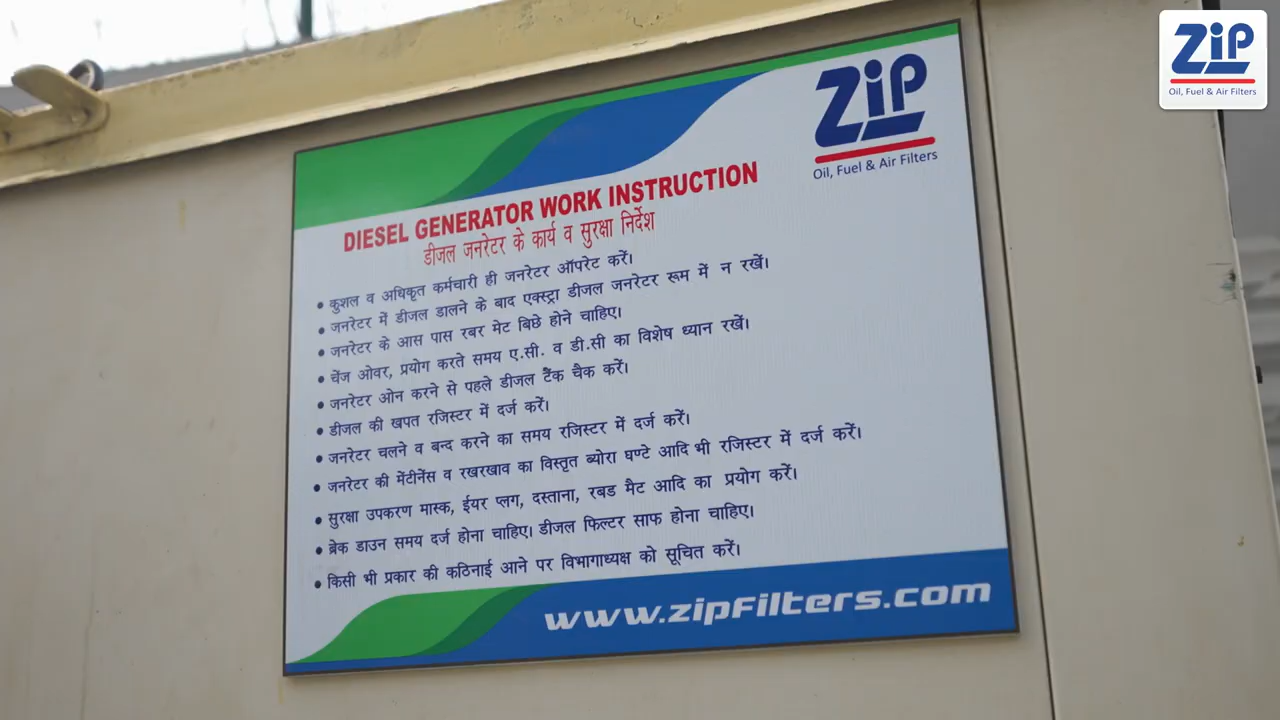 ZiP
Oil, Fuel & Air Filters
ZiP
Oil, Fuel & Air Filters
DIESEL GENERATOR WORK INSTRUCTION
डीजल जनरेटर के कार्य व सुरक्षा निर्देश
• कुशल व अधिकृत कर्मचारी ही जनरेटर ऑपरेट करें।
• जनरेटर में डीजल डालने के बाद एक्स्ट्रा डीजल जनरेटर रूम में न रखें।
• जनरेटर के आस पास रबर मेट बिछे होने चाहिए।
• चेंज ओवर, प्रयोग करते समय ए.सी. व डी.सी का विशेष ध्यान रखें।
• जनरेटर ओन करने से पहले डीजल टैंक चैक करें।
• डीजल की खपत रजिस्टर में दर्ज करें।
• जनरेटर चलने व बन्द करने का समय रजिस्टर में दर्ज करें।
• जनरेटर की मेंटीनेंस व रखरखाव का विस्तृत ब्योरा घण्टे आदि भी रजिस्टर में दर्ज करें।
• सुरक्षा उपकरण मास्क, ईयर प्लग, दस्ताना, रबड मैट आदि का प्रयोग करें।
• ब्रेक डाउन समय दर्ज होना चाहिए। डीजल फिल्टर साफ होना चाहिए।
• किसी भी प्रकार की कठिनाई आने पर विभागाध्यक्ष को सूचित करें।
www.zipFilters.com